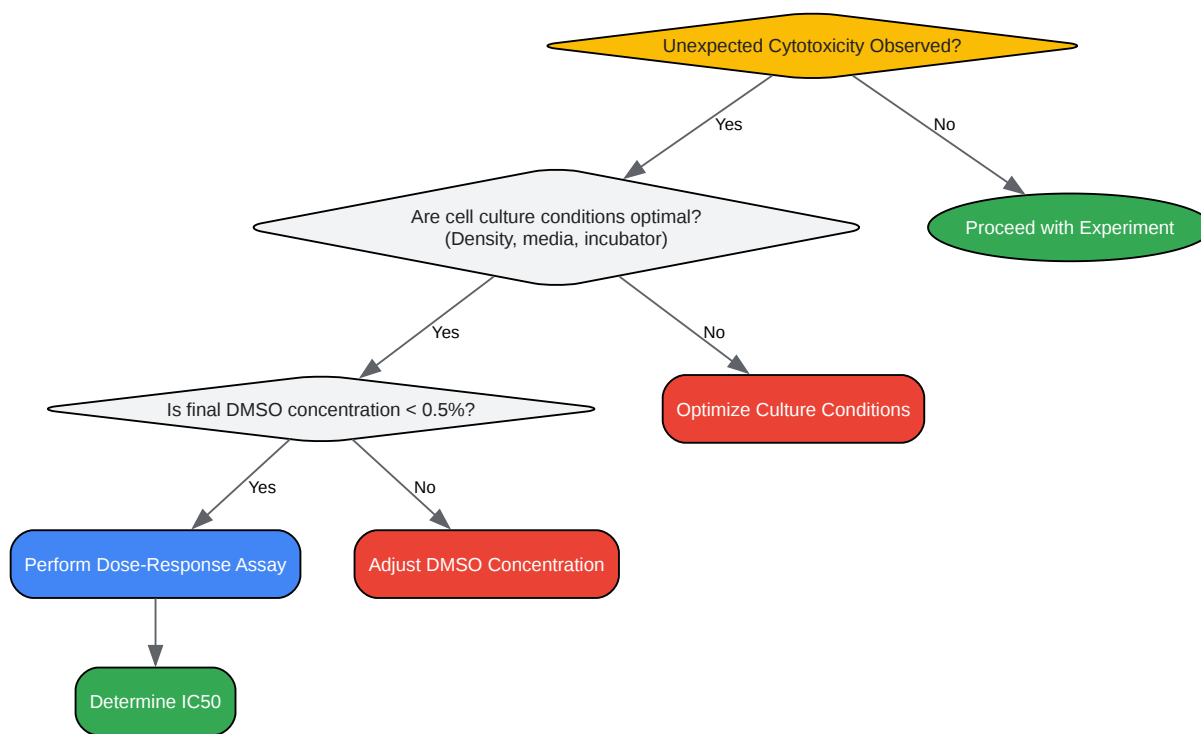 Unexpected Cytotoxicity Observed?
Yes
No
Are cell culture conditions optimal?
(Density, media, incubator)
Proceed with Experiment
Yes
No
Is final DMSO concentration < 0.5%?
Optimize Culture Conditions
Yes
No
Perform Dose-Response Assay
Adjust DMSO Concentration
Determine IC50